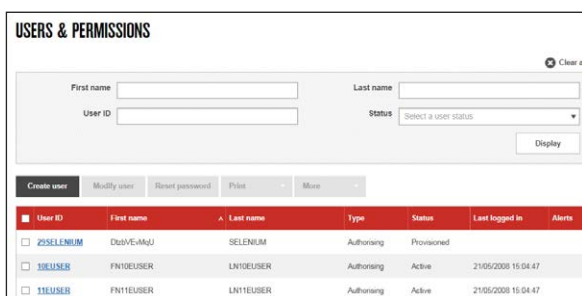 USERS & PERMISSIONS
Clear a
First name
Last name
User ID
Status Select a user status
Display
Create user Modify user Reset password Print More
User ID First name Last name Type Status Last logged in Alerts
29SELENIUM SELENIUM Authorising Provisioned
10EUSER FN10EUSER LN10EUSER Authorising Active 21/05/2008 15:04:47
11EUSER FN11EUSER LN11EUSER Authorising Active 21/05/2008 15:04:47